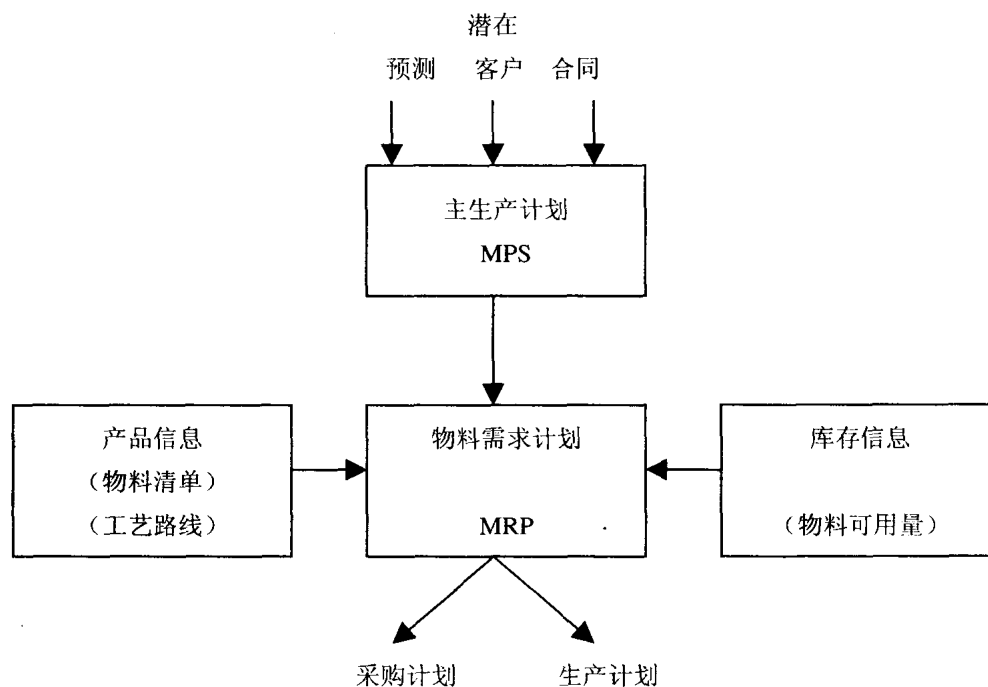 潜在
预测 客户 合同
主生产计划
MPS
产品信息
（物料清单）
（工艺路线）
物料需求计划
MRP
库存信息
（物料可用量）
采购计划 生产计划